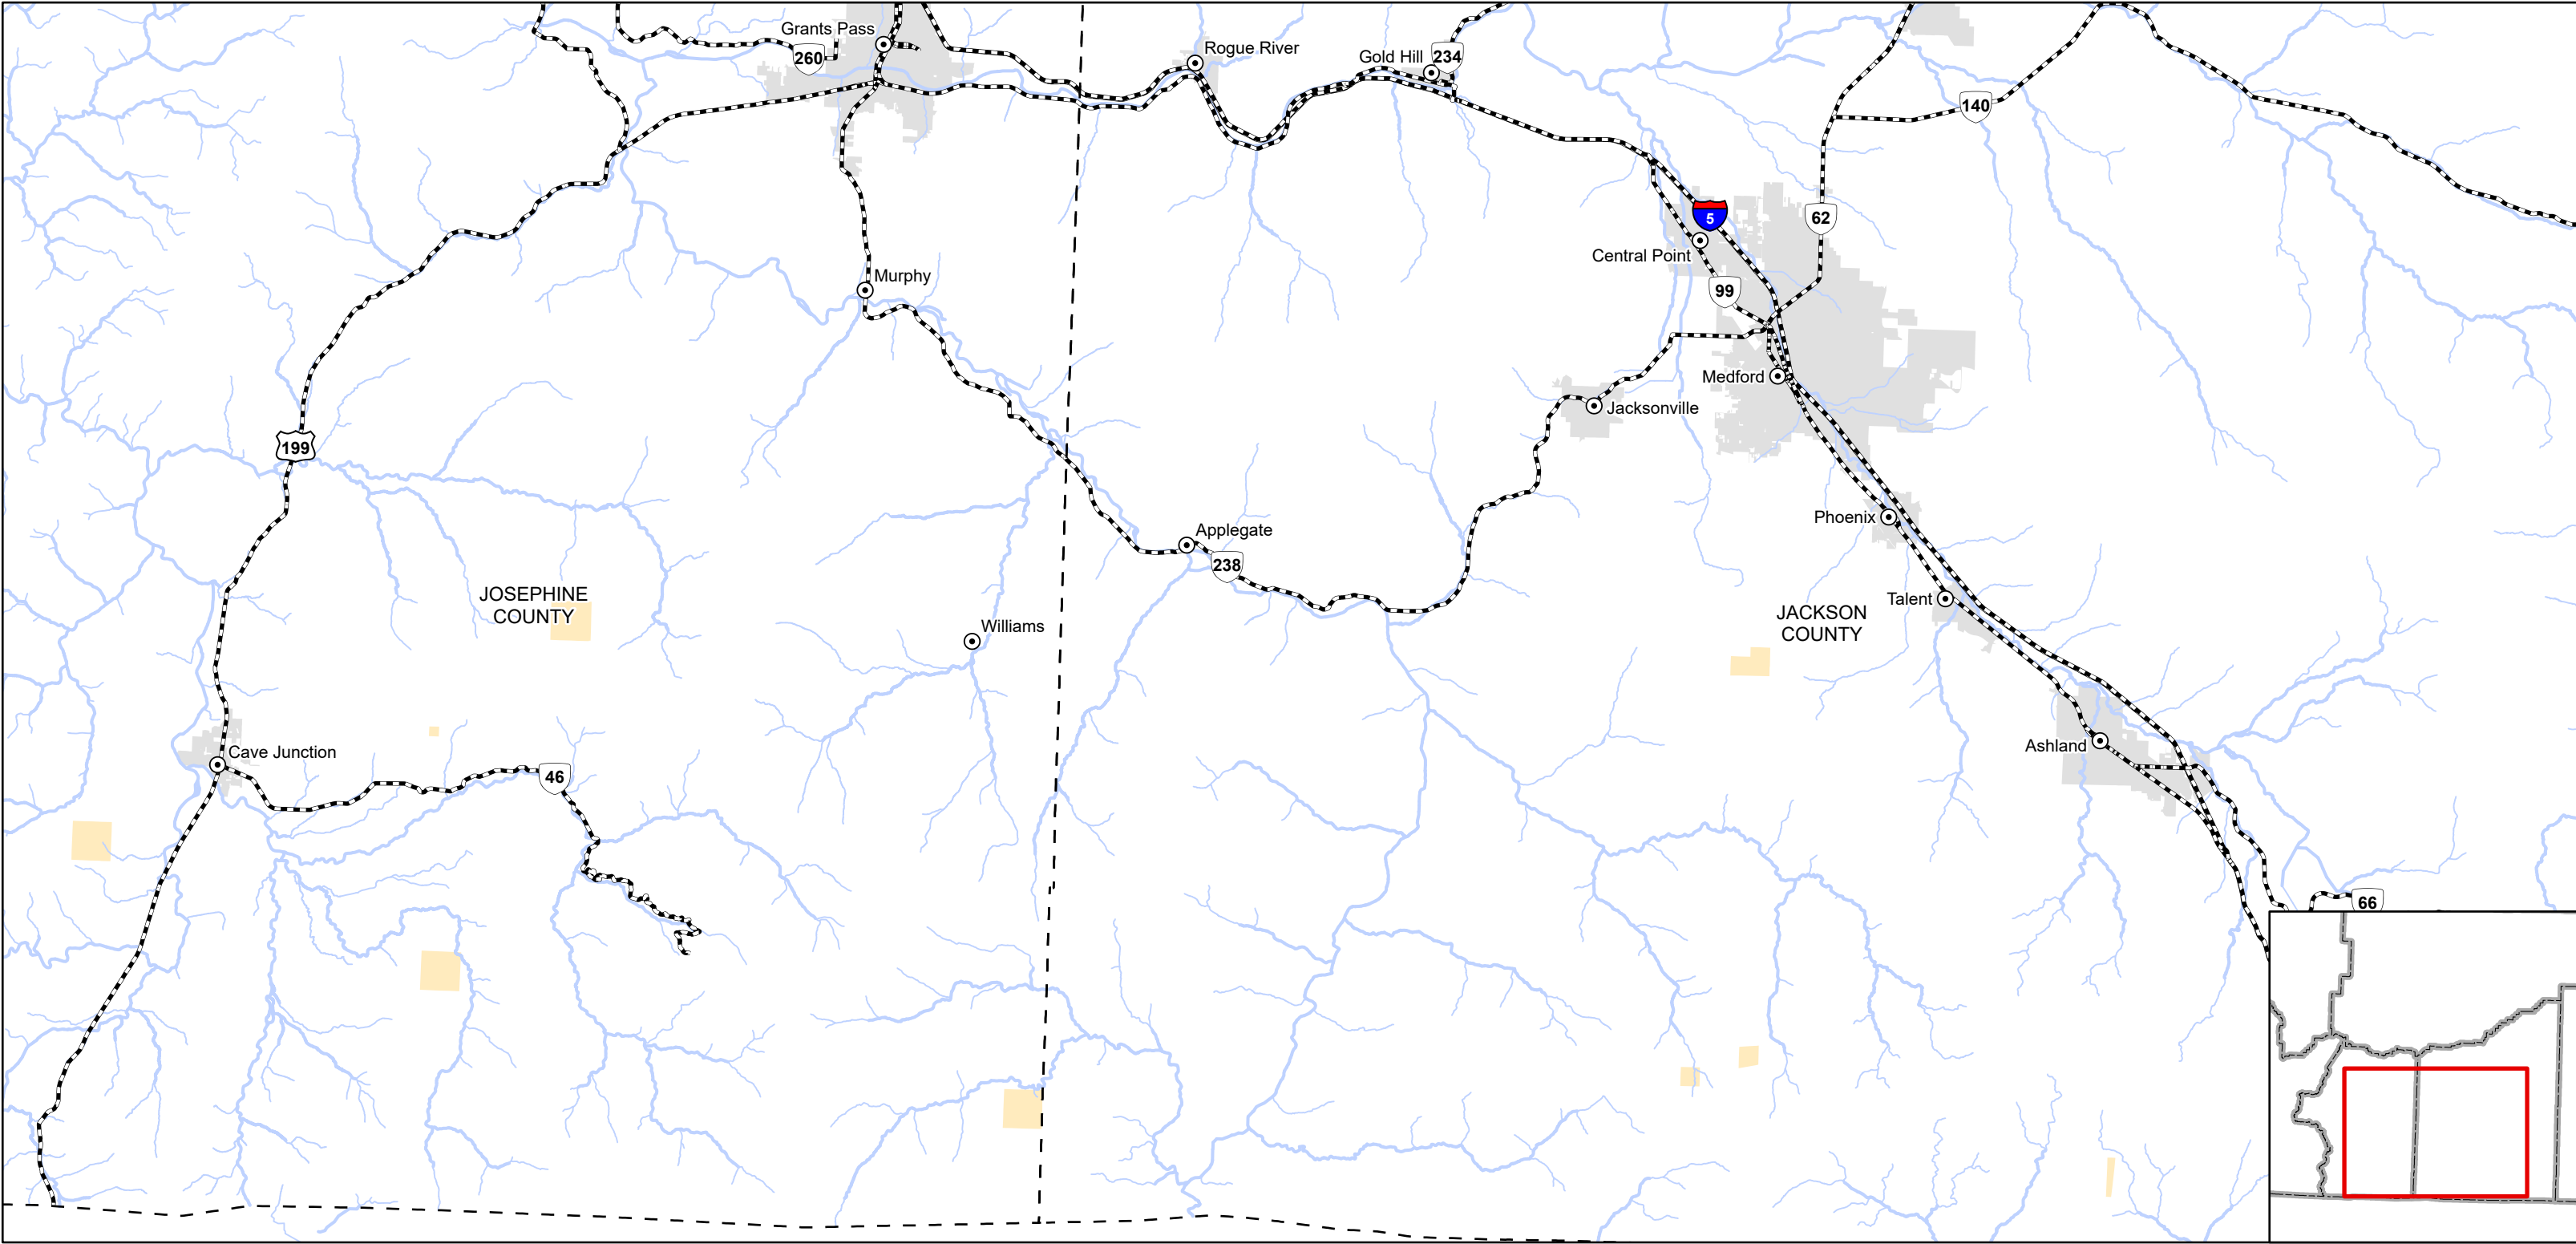 Grants Pass
260
Rogue River
Gold Hill
234
140
5
62
Central Point
99
Murphy
Medford
Jacksonville
199
Phoenix
Applegate
238
JOSEPHINE
COUNTY
Talent
JACKSON
COUNTY
Williams
Cave Junction
Ashland
46
66